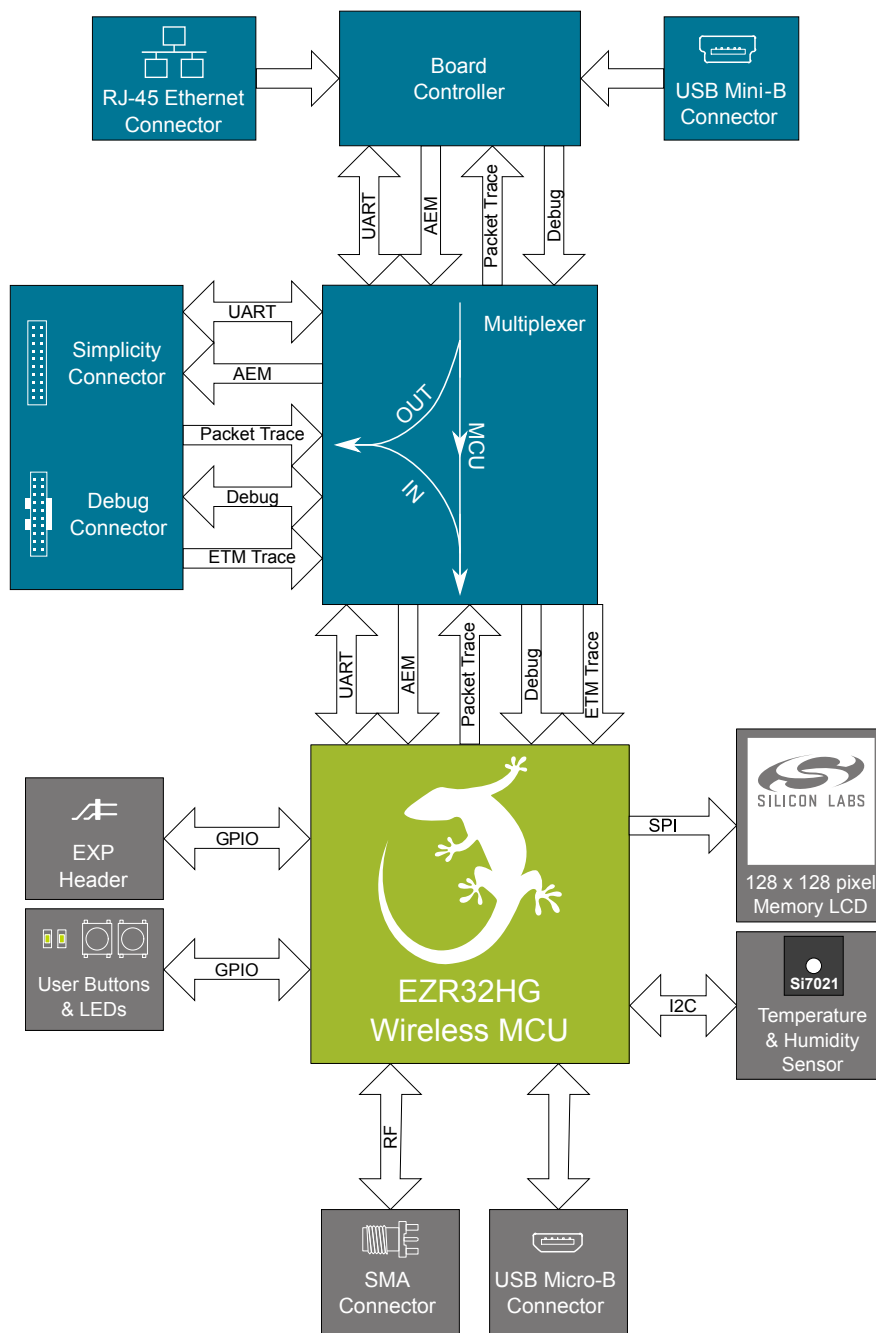 RJ-45 Ethernet
Connector
Board
Controller
USB Mini-B
Connector
UART
AEM
Packet Trace
Debug
Simplicity
Connector
Debug
Connector
UART
AEM
Packet Trace
Debug
ETM Trace
Multiplexer
OUT
MCU
IN
UART
AEM
Packet Trace
Debug
ETM Trace
EXP
Header
GPIO
User Buttons
& LEDs
GPIO
EZR32HG
Wireless MCU
SPI
SILICON LABS
128 x 128 pixel
Memory LCD
I2C
Si7021
Temperature
& Humidity
Sensor
RF
SMA
Connector
USB Micro-B
Connector